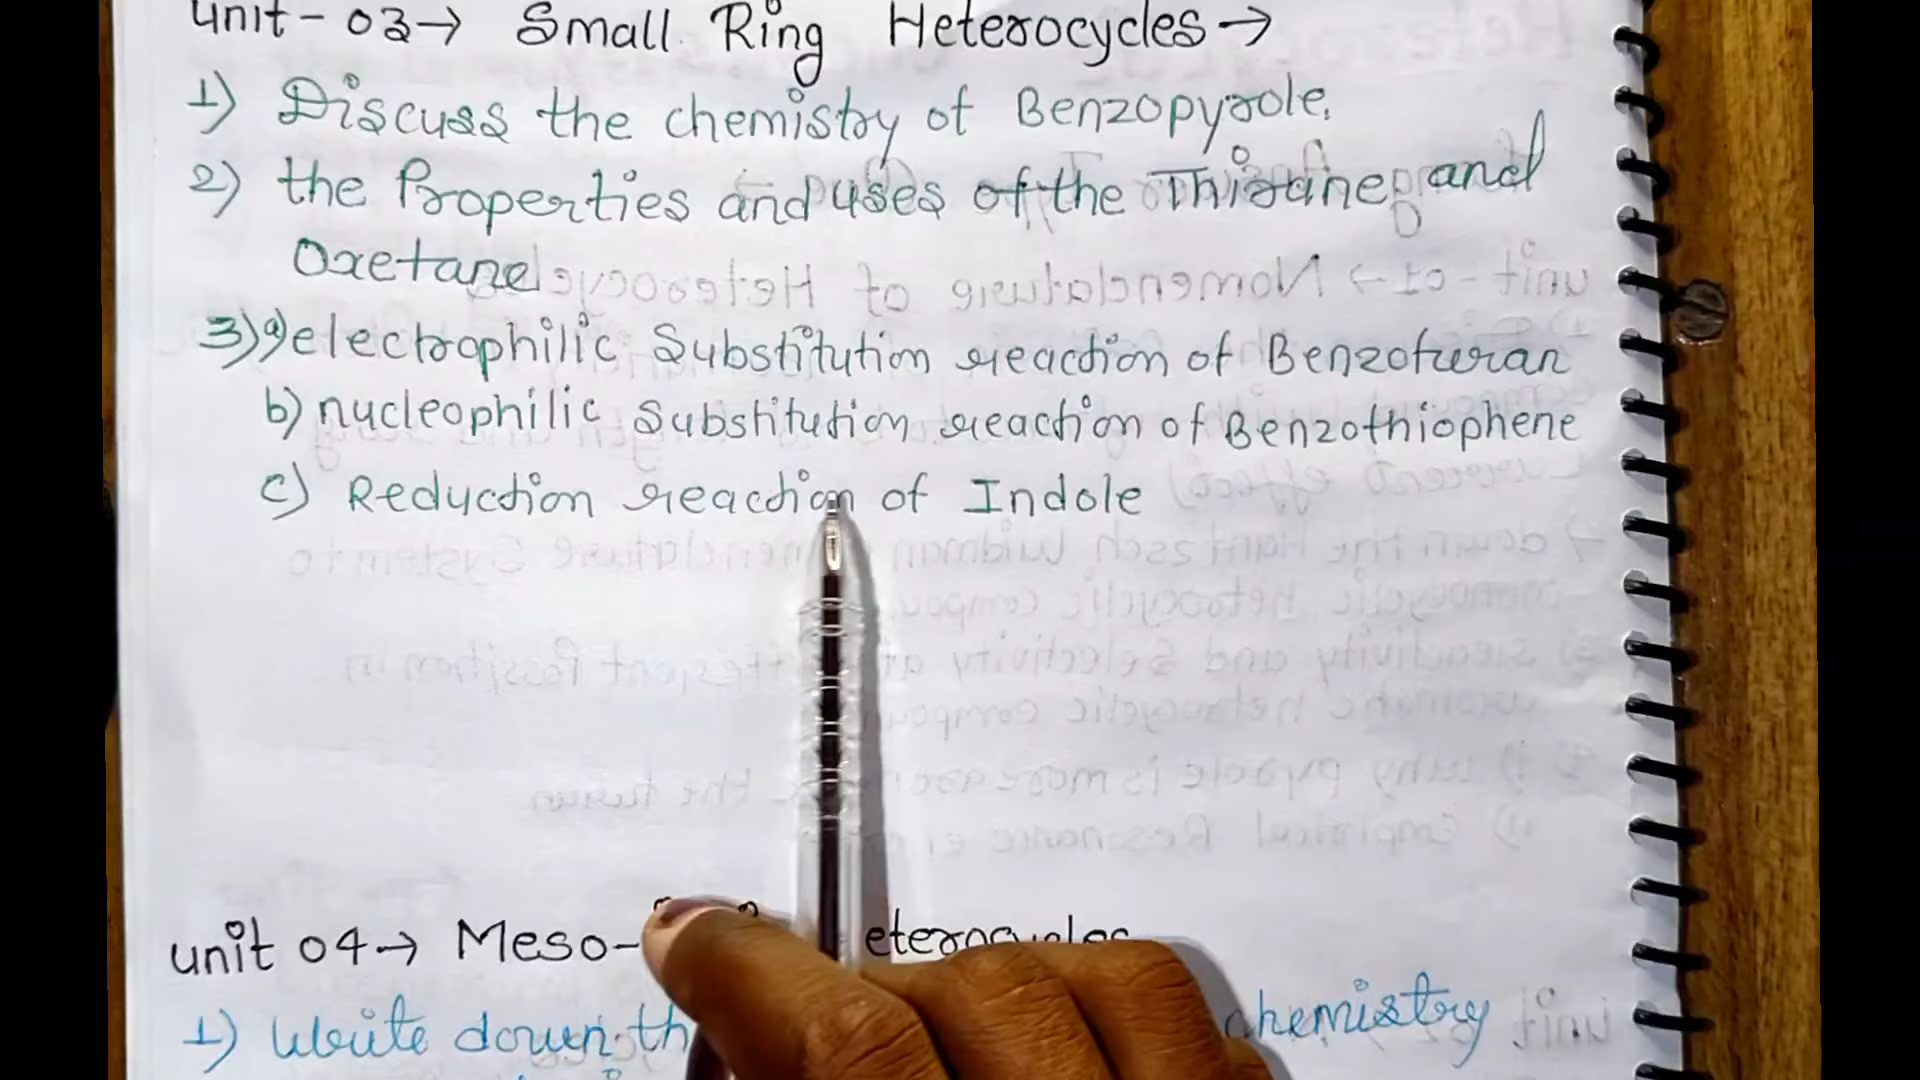 Unit-03→ Small Ring Heterocycles→
1) Discuss the chemistry of Benzopyrole.
2) the Properties and uses of the Thirane and
Oxetane
3)a) electrophilic Substitution reaction of Benzofuran
b) nucleophilic Substitution reaction of Benzothiophene
c) Reduction reaction of Indole
unit 04→ Meso-
1) Write down th chemistry